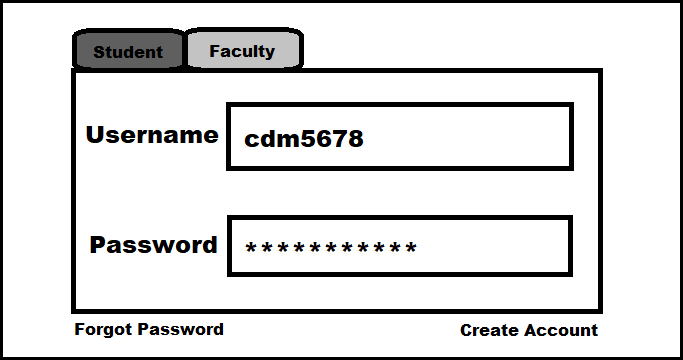 Student Faculty
Username cdm5678
Password ***********
Forgot Password Create Account